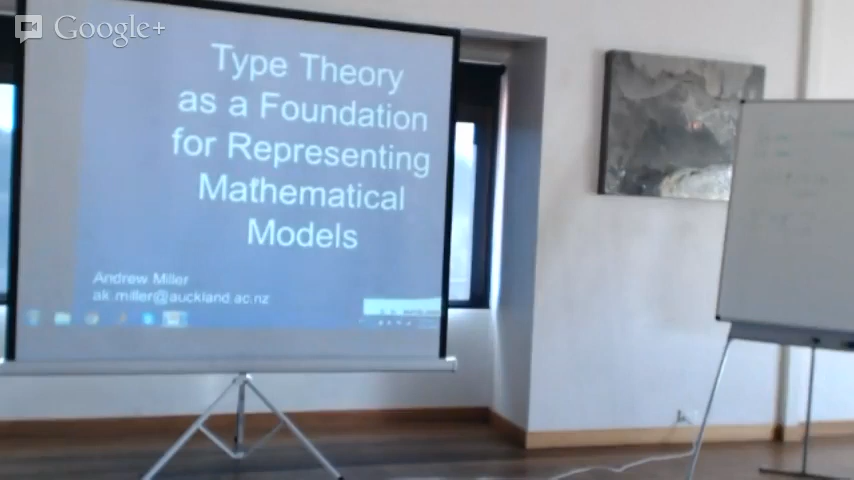 Google+
Type Theory
as a Foundation
for Representing
Mathematical
Models
Andrew Miller
ak.miller@auckland.ac.nz